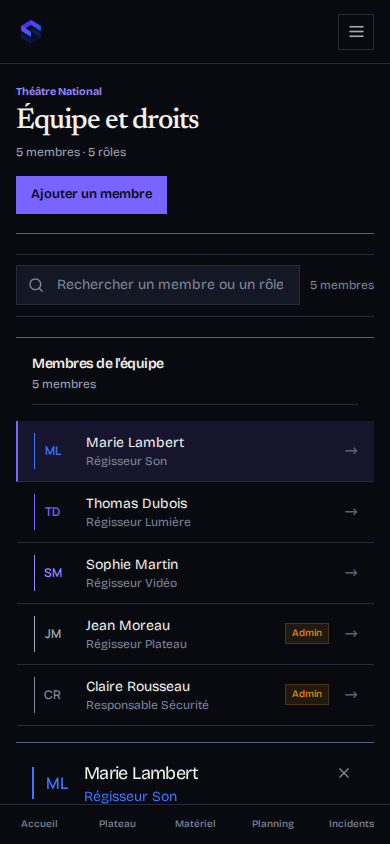 Théâtre National
Équipe et droits
5 membres · 5 rôles
Ajouter un membre
Rechercher un membre ou un rôle
5 membres
Membres de l'équipe
5 membres
ML
Marie Lambert
Régisseur Son
→
TD
Thomas Dubois
Régisseur Lumière
→
SM
Sophie Martin
Régisseur Vidéo
→
JM
Jean Moreau
Régisseur Plateau
Admin
→
CR
Claire Rousseau
Responsable Sécurité
Admin
→
ML
Marie Lambert
Régisseur Son
Accueil
Plateau
Matériel
Planning
Incidents